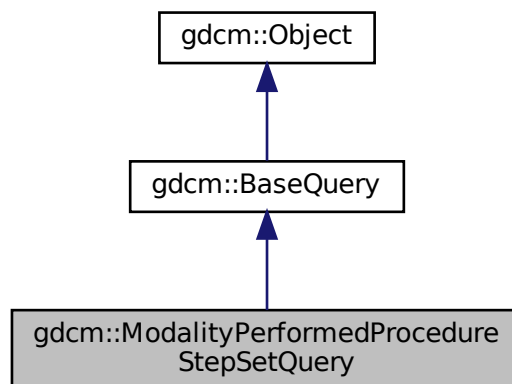 gdcm::Object
gdcm::BaseQuery
gdcm::ModalityPerformedProcedure
StepSetQuery